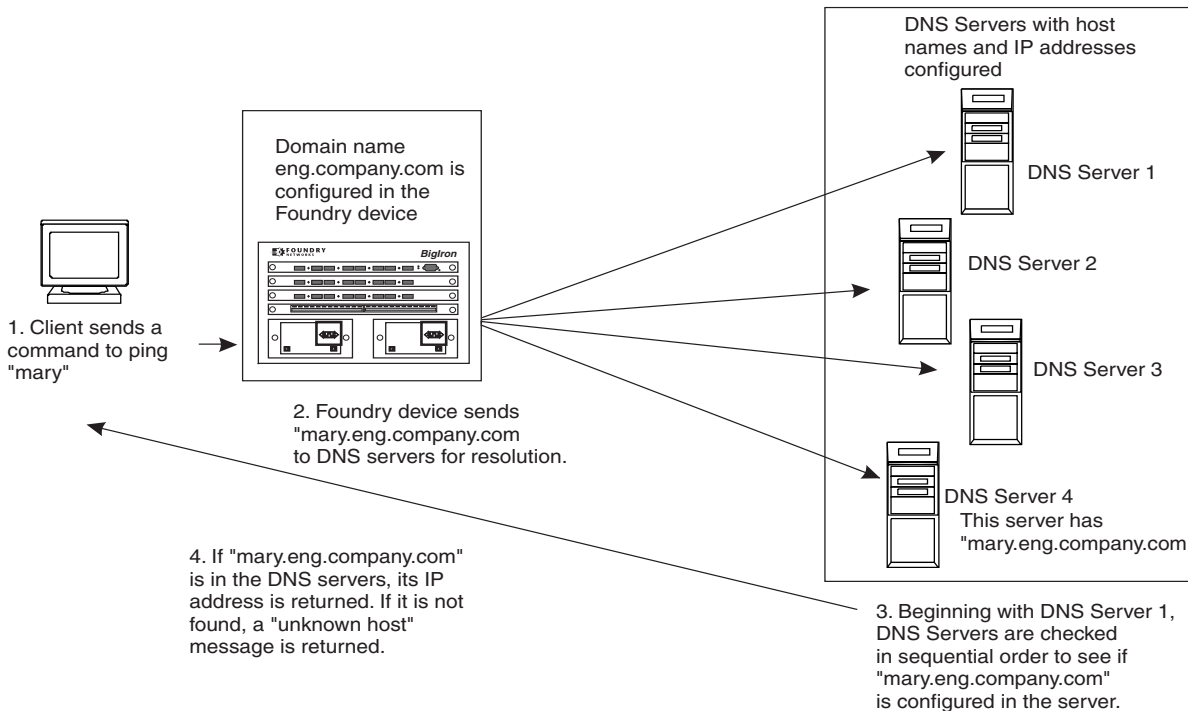 DNS Servers with host
names and IP addresses
configured
Domain name
eng.company.com is
configured in the
Foundry device
FOUNDRY
NETWORKS
BigIron
DNS Server 1
DNS Server 2
DNS Server 3
DNS Server 4
This server has
"mary.eng.company.com
1. Client sends a
command to ping
"mary"
2. Foundry device sends
"mary.eng.company.com
to DNS servers for resolution.
3. Beginning with DNS Server 1,
DNS Servers are checked
in sequential order to see if
"mary.eng.company.com"
is configured in the server.
4. If "mary.eng.company.com"
is in the DNS servers, its IP
address is returned. If it is not
found, a "unknown host"
message is returned.